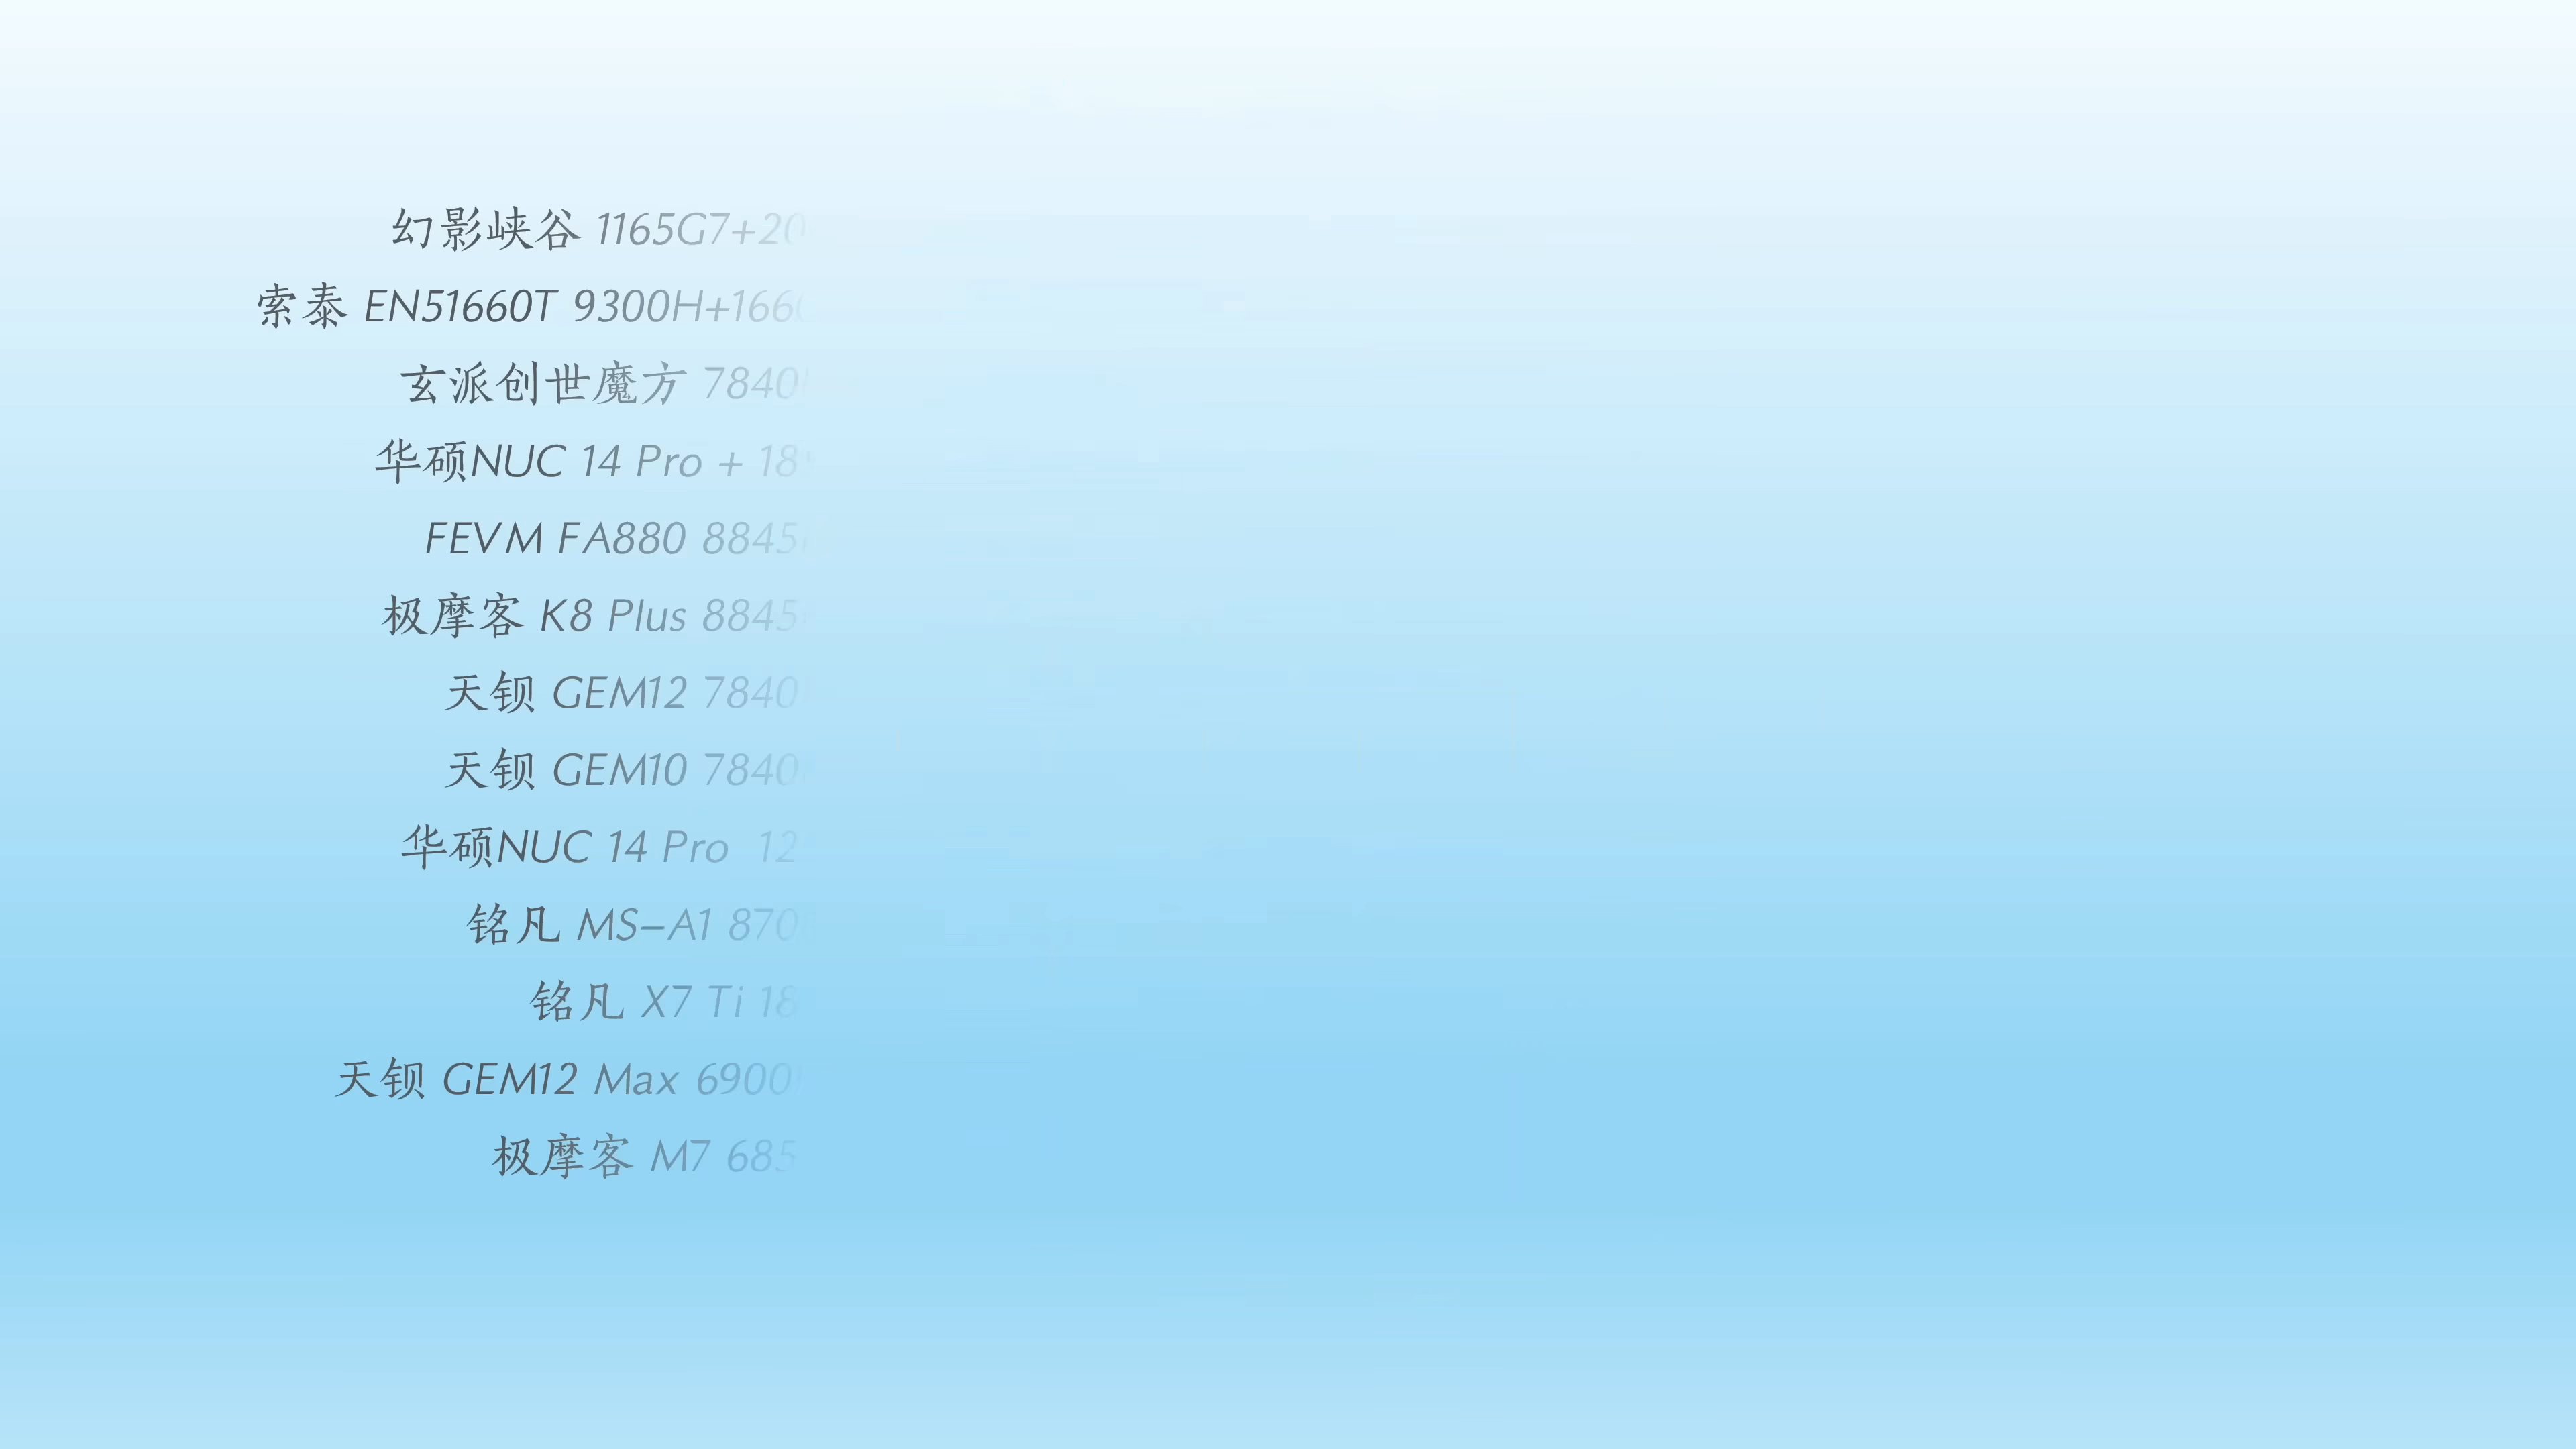 幻影峡谷 1165G7+20
索泰 EN51660T 9300H+1660
玄派创世魔方 7840
华硕NUC 14 Pro + 18
FEVM FA880 8845
极摩客 K8 Plus 8845
天钡 GEM12 7840
天钡 GEM10 7840
华硕NUC 14 Pro 12
铭凡 MS-A1 870
铭凡 X7 Ti 18
天钡 GEM12 Max 6900
极摩客 M7 685